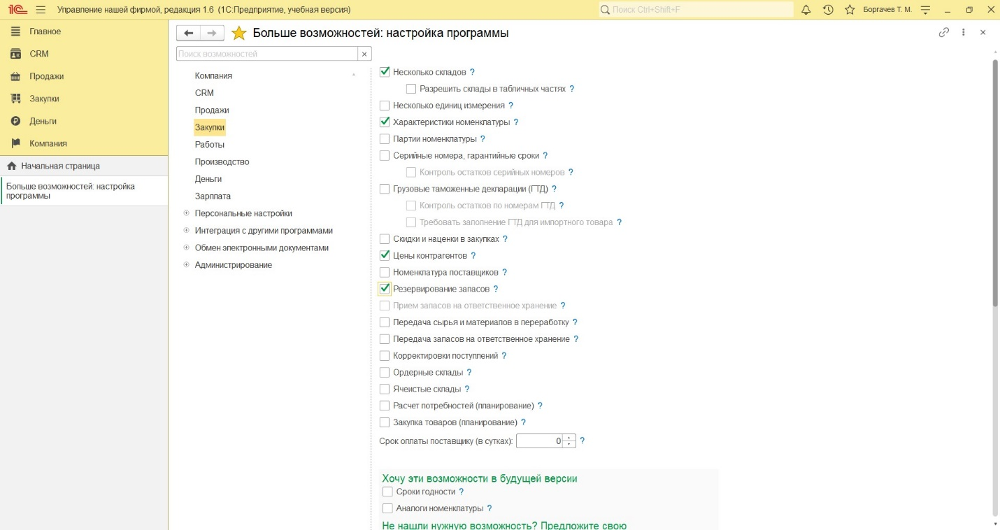 1С Управление нашей фирмой, редакция 1.6 (1С:Предприятие, учебная версия)
Поиск Ctrl+Shift+F
Боргачев Т. М.
Главное
CRM
Продажи
Закупки
Деньги
Компания
Начальная страница
Больше возможностей: настройка
программы
Больше возможностей: настройка программы
Поиск возможностей
Компания
CRM
Продажи
Закупки
Работы
Производство
Деньги
Зарплата
Персональные настройки
Интеграция с другими программами
Обмен электронными документами
Администрирование
Несколько складов ?
Разрешить склады в табличных частях ?
Несколько единиц измерения ?
Характеристики номенклатуры ?
Партии номенклатуры ?
Серийные номера, гарантийные сроки ?
Контроль остатков серийных номеров ?
Грузовые таможенные декларации (ГТД) ?
Контроль остатков по номерам ГТД ?
Требовать заполнение ГТД для импортного товара ?
Скидки и наценки в закупках ?
Цены контрагентов ?
Номенклатура поставщиков ?
Резервирование запасов ?
Прием запасов на ответственное хранение ?
Передача сырья и материалов в переработку ?
Передача запасов на ответственное хранение ?
Корректировки поступлений ?
Ордерные склады ?
Ячеистые склады ?
Расчет потребностей (планирование) ?
Закупка товаров (планирование) ?
Срок оплаты поставщику (в сутках): 0 ?
Хочу эти возможности в будущей версии
Сроки годности ?
Аналоги номенклатуры ?
Не нашли нужную возможность? Предложите свою